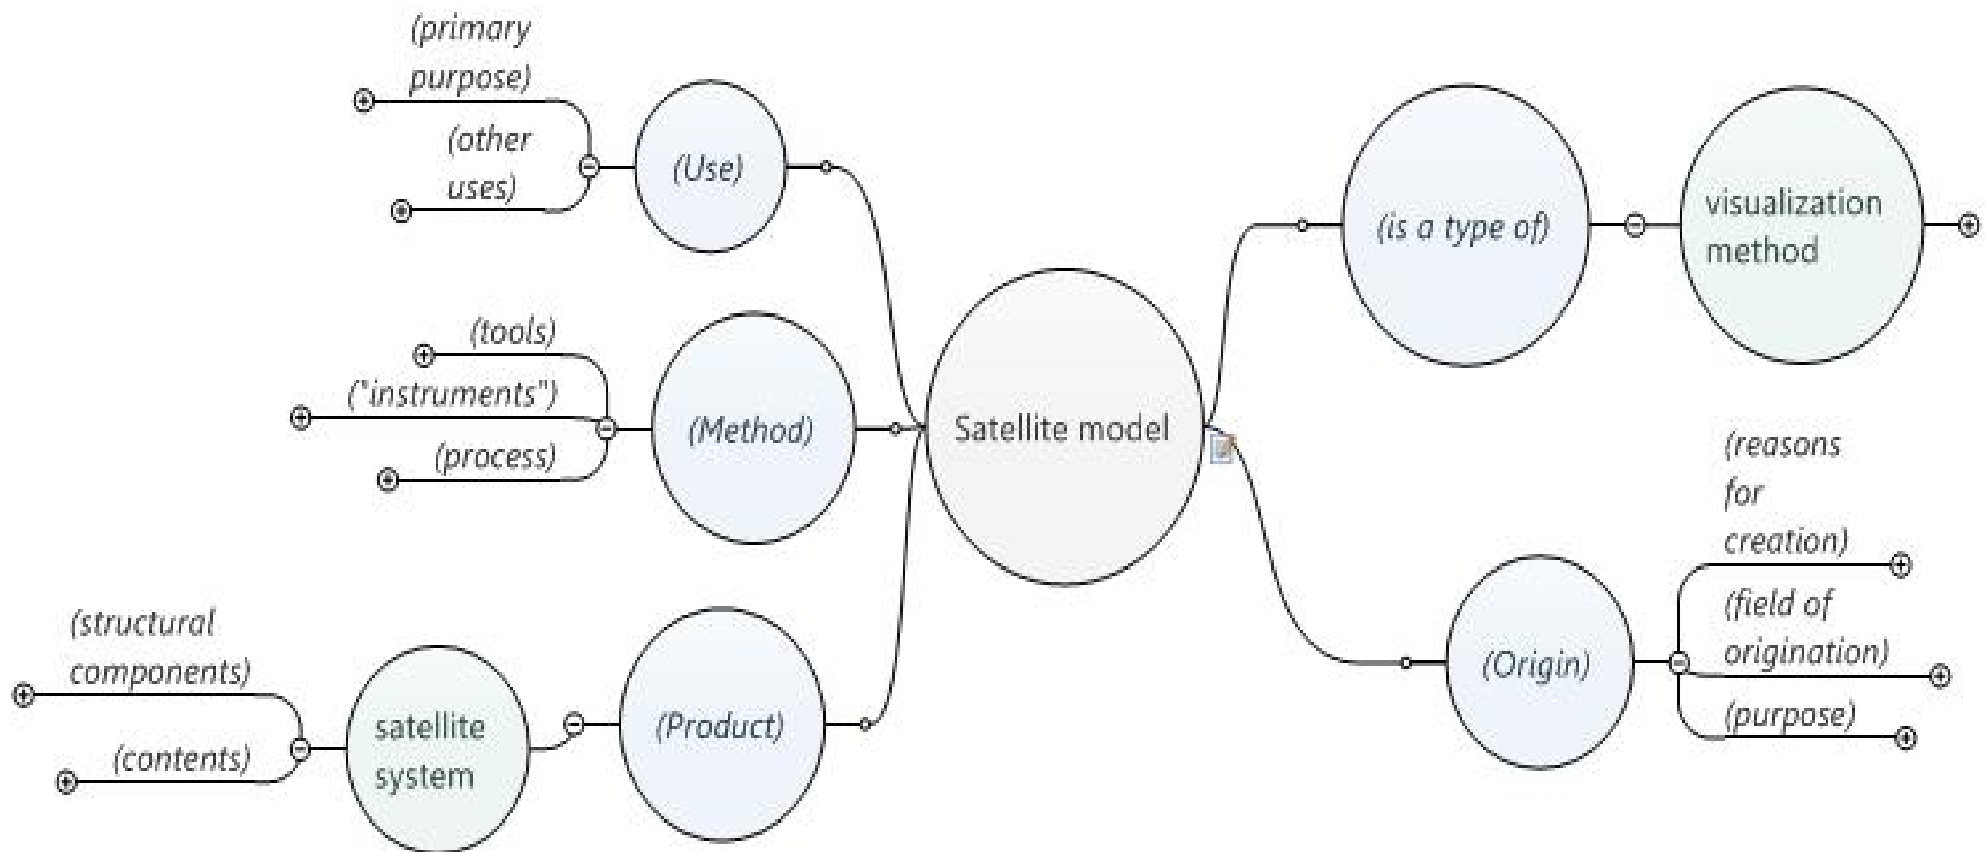 (primary
purpose)
(other
uses)
(Use)
(tools)
("instruments")
(process)
(Method)
(structural
components)
(contents)
satellite
system
(Product)
Satellite model
(is a type of)
visualization
method
(reasons
for
creation)
(field of
origination)
(purpose)
(Origin)